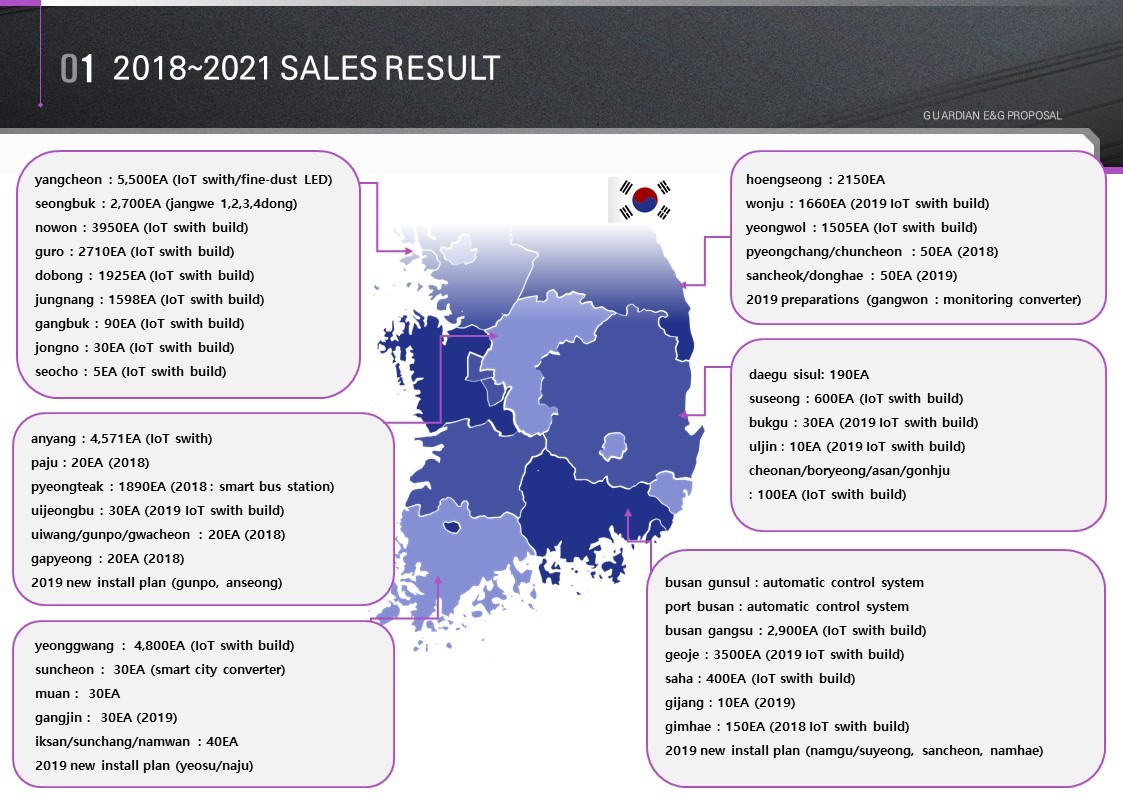 01 2018~2021 SALES RESULT
GUARDIAN E&G PROPOSAL
yangcheon : 5,500EA (IoT swith/fine-dust LED)
seongbuk : 2,700EA (jangwe 1,2,3,4dong)
nowon : 3950EA (IoT swith build)
guro : 2710EA (IoT swith build)
dobong : 1925EA (IoT swith build)
jungnang : 1598EA (IoT swith build)
gangbuk : 90EA (IoT swith build)
jongno : 30EA (IoT swith build)
seocho : 5EA (IoT swith build)
anyang : 4,571EA (IoT swith)
paju : 20EA (2018)
pyeongteak : 1890EA (2018 : smart bus station)
uijeongbu : 30EA (2019 IoT swith build)
uiwang/gunpo/gwacheon : 20EA (2018)
gapyeong : 20EA (2018)
2019 new install plan (gunpo, anseong)
yeonggwang : 4,800EA (IoT swith build)
suncheon : 30EA (smart city converter)
muan : 30EA
gangjin : 30EA (2019)
iksan/sunchang/namwan : 40EA
2019 new install plan (yeosu/naju)
hoengseong : 2150EA
wonju : 1660EA (2019 IoT swith build)
yeongwol : 1505EA (IoT swith build)
pyeongchang/chuncheon : 50EA (2018)
sancheok/donghae : 50EA (2019)
2019 preparations (gangwon : monitoring converter)
daegu sisul: 190EA
suseong : 600EA (IoT swith build)
bukgu : 30EA (2019 IoT swith build)
uljin : 10EA (2019 IoT swith build)
cheonan/boryeong/asan/gonhju
: 100EA (IoT swith build)
busan gunsul : automatic control system
port busan : automatic control system
busan gangsu : 2,900EA (IoT swith build)
geoje : 3500EA (2019 IoT swith build)
saha : 400EA (IoT swith build)
gijang : 10EA (2019)
gimhae : 150EA (2018 IoT swith build)
2019 new install plan (namgu/suyeong, sancheon, namhae)